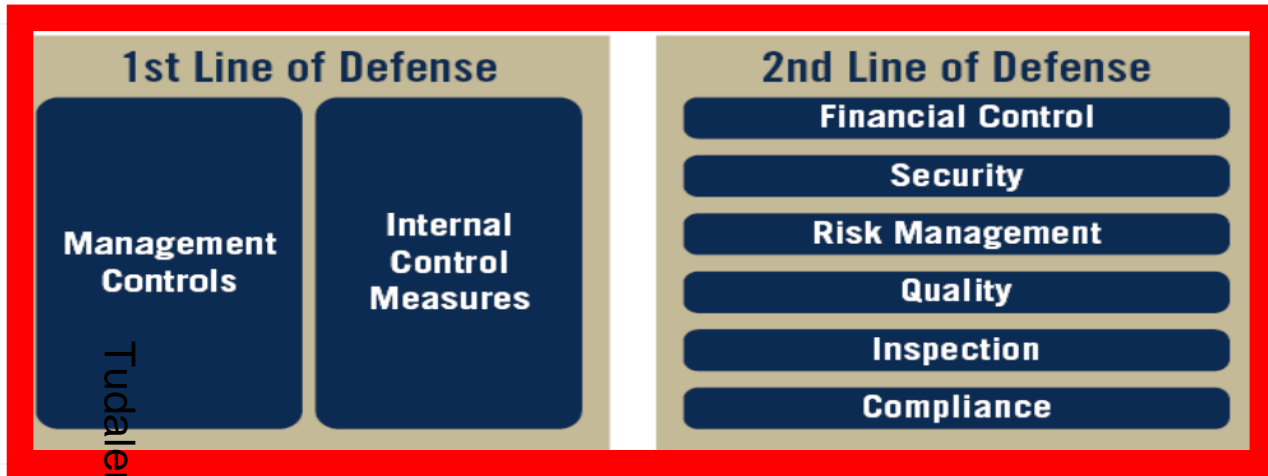 1st Line of Defense
Management
Controls
Internal
Control
Measures
2nd Line of Defense
Financial Control
Security
Risk Management
Quality
Inspection
Compliance